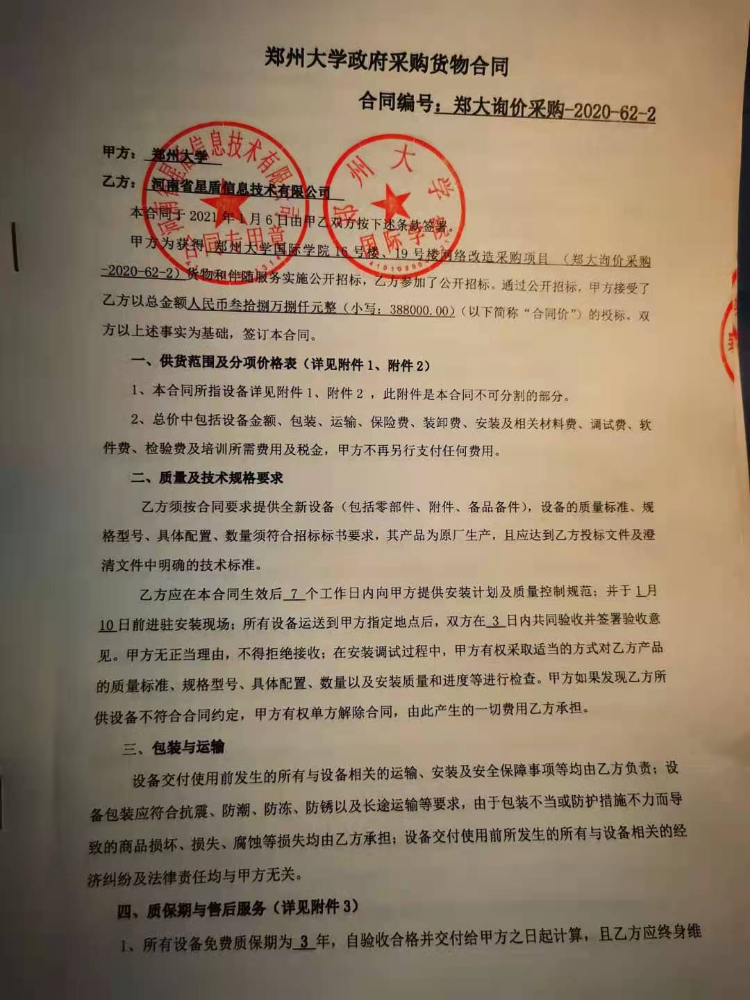 郑州大学政府采购货物合同
合同编号：郑大询价采购-2020-62-2
甲方：郑州大学
乙方：河南省星盾信息技术有限公司
本合同于 2021 年 1 月 6 日由甲乙双方按下述条款签署。
甲方为获得 郑州大学国际学院 16 号楼、19 号楼网络改造采购项目 （郑大询价采购
-2020-62-2）货物和伴随服务实施公开招标，乙方参加了公开招标。通过公开招标，甲方接受了
乙方以总金额人民币叁拾捌万捌仟元整（小写：388000.00）（以下简称“合同价”）的投标。双
方以上述事实为基础，签订本合同。
一、供货范围及分项价格表（详见附件 1、附件 2）
1、本合同所指设备详见附件 1、附件 2 ，此附件是本合同不可分割的部分。
2、总价中包括设备金额、包装、运输、保险费、装卸费、安装及相关材料费、调试费、软
件费、检验费及培训所需费用及税金，甲方不再另行支付任何费用。
二、质量及技术规格要求
乙方须按合同要求提供全新设备（包括零部件、附件、备品备件），设备的质量标准、规
格型号、具体配置、数量须符合招标标书要求，其产品为原厂生产，且应达到乙方投标文件及澄
清文件中明确的技术标准。
乙方应在本合同生效后 7 个工作日内向甲方提供安装计划及质量控制规范；并于 1 月
10 日前进驻安装现场；所有设备运送到甲方指定地点后，双方在 3 日内共同验收并签署验收意
见。甲方无正当理由，不得拒绝接收；在安装调试过程中，甲方有权采取适当的方式对乙方产品
的质量标准、规格型号、具体配置、数量以及安装质量和进度等进行检查。甲方如果发现乙方所
供设备不符合合同约定，甲方有权单方解除合同，由此产生的一切费用乙方承担。
三、包装与运输
设备交付使用前发生的所有与设备相关的运输、安装及安全保障事项等均由乙方负责；设
备包装应符合抗震、防潮、防冻、防锈以及长途运输等要求，由于包装不当或防护措施不力而导
致的商品损坏、损失、腐蚀等损失均由乙方承担；设备交付使用前所发生的所有与设备相关的经
济纠纷及法律责任均与甲方无关。
四、质保期与售后服务（详见附件 3）
1、所有设备免费质保期为 3 年，自验收合格并交付给甲方之日起计算，且乙方应终身维
河南省星盾信息技术有限公司
合同专用章
郑州大学
国际学院